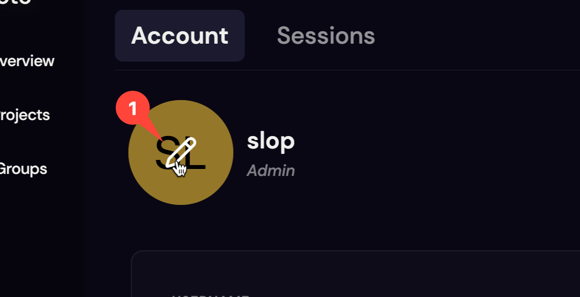 Account
Sessions
verview
rojects
Groups
1
SL
slop
Admin